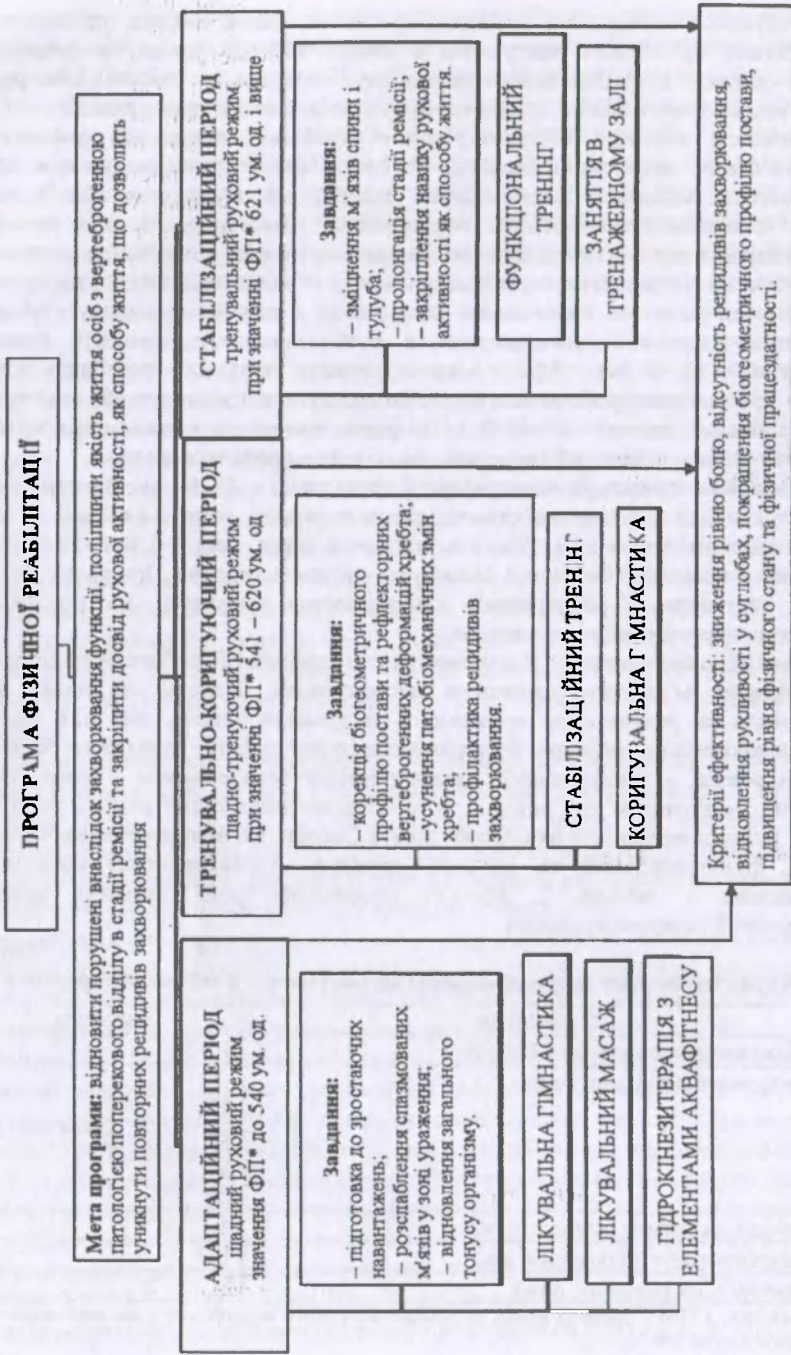 ПРОГРАМА ФІЗИЧНОЇ РЕАБІЛІТАЦІЇ
Мета програми: відновити порушені внаслідок захворювання функції, поліпшити якість життя осіб з вертебро-
патологією поперекового відділу в стадії ремісії та закріпити досвід рухової активності, як способу життя, що дозволить
уникнути повторних рецидивів захворювання
АДАПТАЦІЙНИЙ ПЕРІОД
щадний руховий режим
значення ФП* до 540 ум. од.
Завдання:
– підготовка до зростаючих
навантажень;
– розслаблення спазмованих
м'язів у зоні ураження;
– відновлення загального
тонусу організму.
ЛІКУВАЛЬНА ГІМНАСТИКА
ЛІКУВАЛЬНИЙ МАСАЖ
ГІДРОКІНЕЗИТЕРАПІЯ З
ЕЛЕМЕНТАМИ АКВАФІТНЕСУ
ТРЕНУВАЛЬНО-КОРИГУЮЧИЙ ПЕРІОД
щадно-тренуючий руховий режим
при значенні ФП* 541 – 620 ум. од
Завдання:
– корекція біогеометричного
профілю постави та рефлекторних
вертеброгених деформацій хребта;
–усунення патобіомеханічних змін
хребта;
– профілактика рецидивів
захворювання.
СТАБІЛІЗАЦІЙНИЙ ТРЕНІНГ
КОРИГУВАЛЬНА ГІМНАСТИКА
СТАБІЛІЗАЦІЙНИЙ ПЕРІОД
тренувальний руховий режим
при значенні ФП* 621 ум. од. і вище
Завдання:
– зміцнення м'язів спини і
тулуба;
– пролонгація стадії ремісії;
– закріплення навику рухової
активності як способу життя.
ФУНКЦІОНАЛЬНИЙ
ТРЕНІНГ
ЗАНЯТТЯ В
ТРЕНАЖЕРНОМУ ЗАЛІ
Критерії ефективності: зниження рівню болю, відсутність рецидивів захворювання,
відновлення рухливості у суглобах, покращення біогеометричного профілю постави,
підвищення рівня фізичного стану та фізичної працездатності